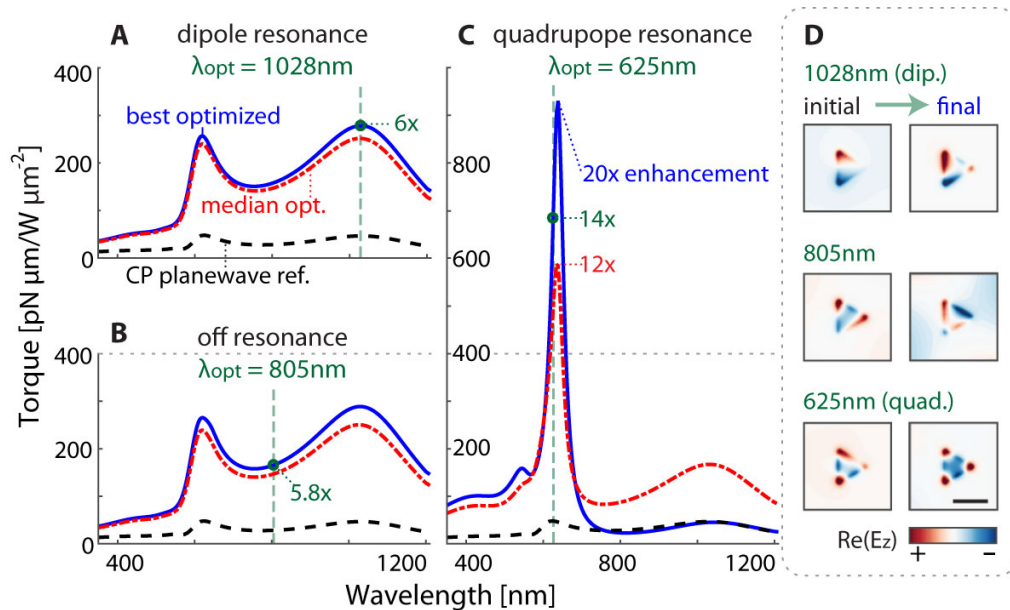 A dipole resonance
λopt = 1028nm
400
300
200
100
0
best optimized
6x
median opt.
CP planewave ref.
B off resonance
λopt = 805nm
400
200
0
5.8x
400
1200
C quadrupope resonance
λopt = 625nm
800
600
400
200
20x enhancement
14x
12x
400
800
1200
Torque [pN μm/W μm⁻²]
Wavelength [nm]
D
1028nm (dip.)
initial
final
805nm
625nm (quad.)
Re(Ez)
+
−